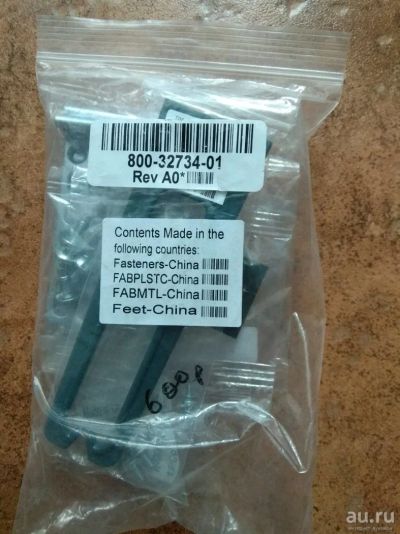 800-32734-01
Rev A0*
Contents Made in the
following countries:
Fasteners-China
FABPLSTC-China
FABMTL-China
Feet-China
600р
au.ru